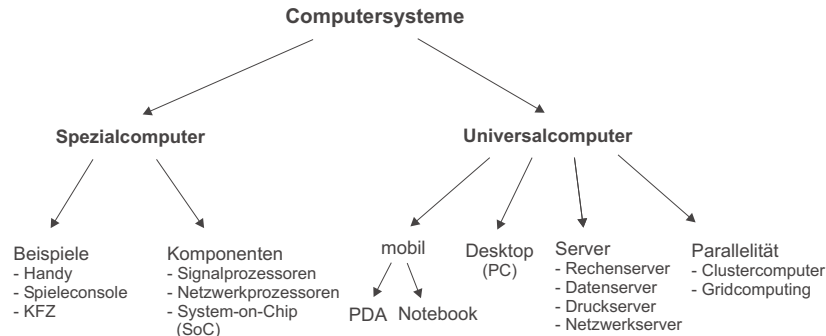 Computersysteme
Spezialcomputer
Universalcomputer
Beispiele
- Handy
- Spieleconsole
- KFZ
Komponenten
- Signalprozessoren
- Netzwerkprozessoren
- System-on-Chip
(SoC)
mobil
PDA
Notebook
Desktop
(PC)
Server
- Rechenserver
- Datenserver
- Druckserver
- Netzwerkserver
Parallelität
- Clustercomputer
- Gridcomputing